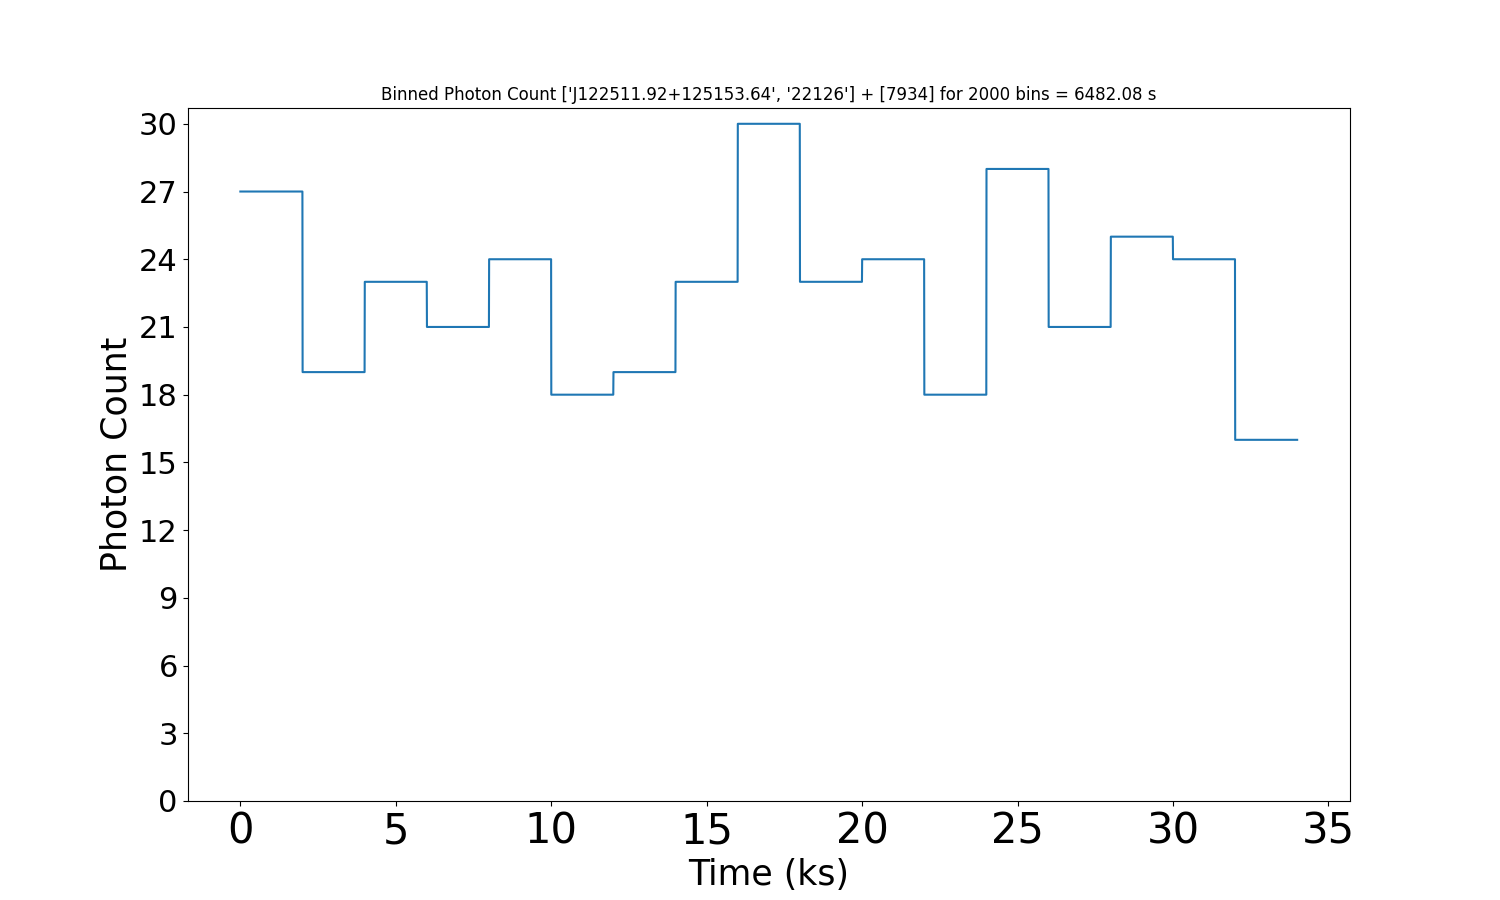 Binned Photon Count ['J122511.92+125153.64', '22126'] + [7934] for 2000 bins = 6482.08 s
30
27
24
21
18
15
12
9
6
3
0
Photon Count
0 5 10 15 20 25 30 35
Time (ks)